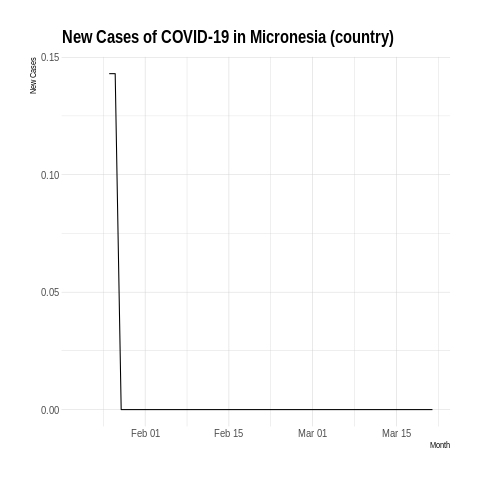 New Cases of COVID-19 in Micronesia (country)
New Cases
0.15
0.10
0.05
0.00
Feb 01
Feb 15
Mar 01
Mar 15
Month